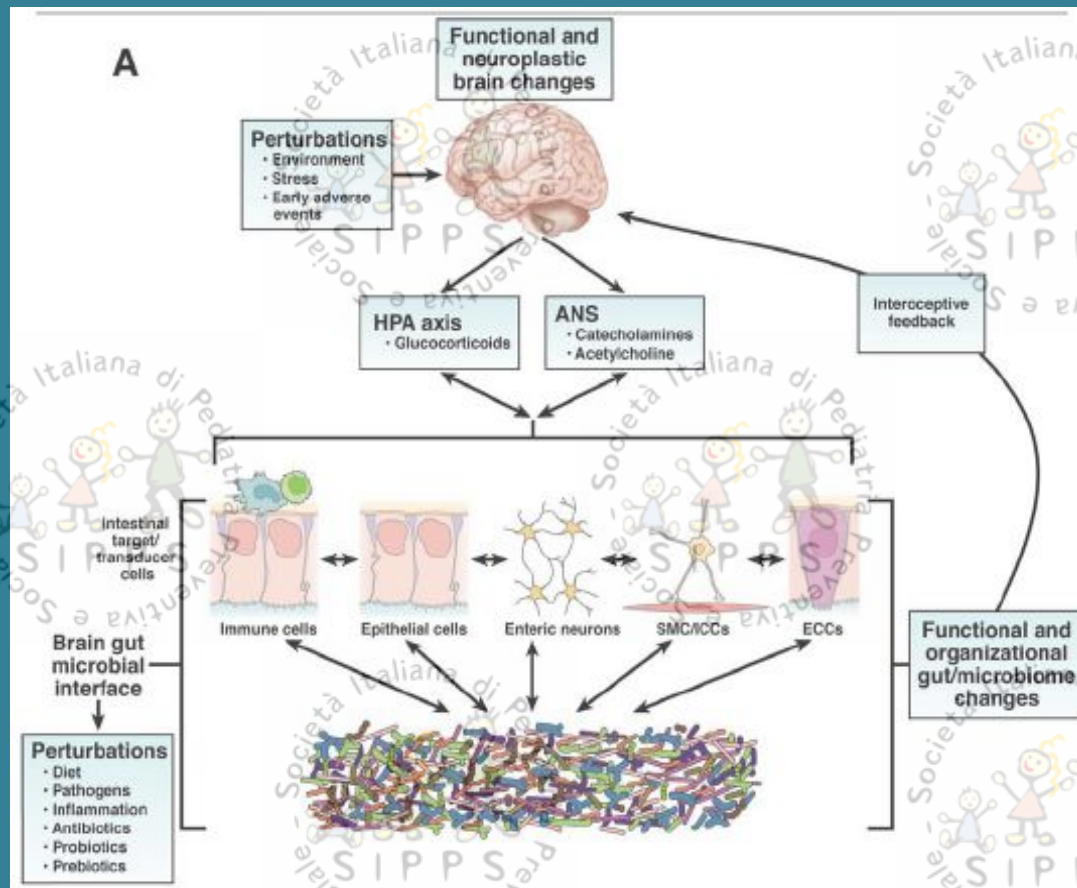 A
Functional and
neuroplastic
brain changes
Perturbations
· Environment
· Stress
· Early adverse
events
HPA axis
· Glucocorticoids
ANS
· Catecholamines
· Acetylcholine
Interoceptive
feedback
Intestinal
target/
transducer
cells
Immune cells
Epithelial cells
Enteric neurons
SMC/ICCs
ECCs
Brain gut
microbial
interface
Functional and
organizational
gut/microbiome
changes
Perturbations
· Diet
· Pathogens
· Inflammation
· Antibiotics
· Probiotics
· Prebiotics
Società Italiana di Pediatria Preventiva e Sociale
SIPPS